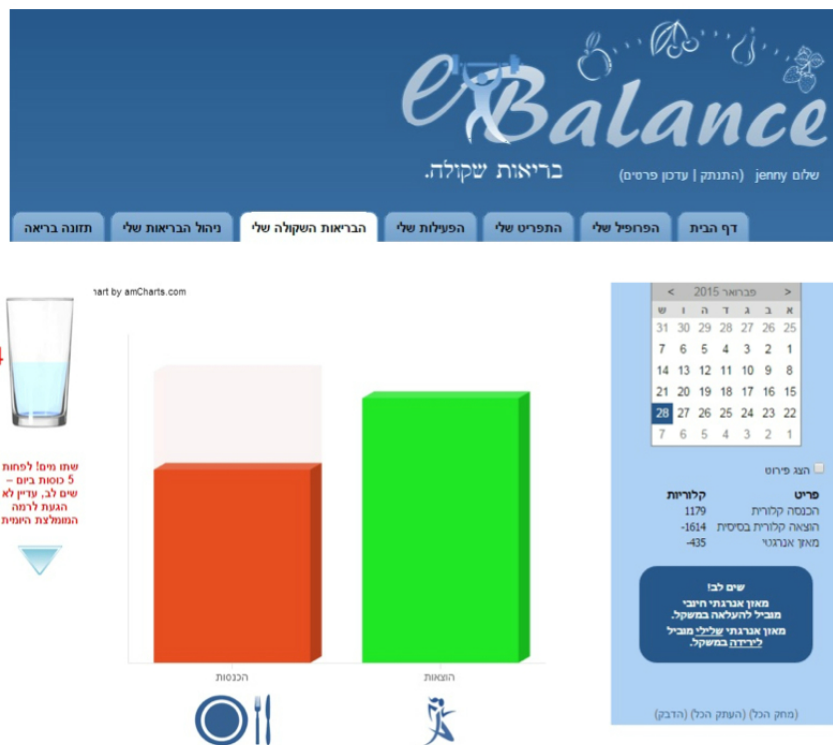 eBalance
בריאות שקולה.
שלום jenny (התנתק | עדכון פרטים)
דף הבית
הפרופיל שלי
התפריט שלי
הפעילות שלי
הבריאות השקולה שלי
ניהול הבריאות שלי
תזונה בריאה
< פברואר 2015 >
א ב ג ד ה ו ש
25 26 27 28 29 30 31
1 2 3 4 5 6 7
8 9 10 11 12 13 14
15 16 17 18 19 20 21
22 23 24 25 26 27 28
1 2 3 4 5 6 7
הצג פירוט
פריט קלוריות
הכנסה קלורית 1179
הוצאה קלורית בסיסית -1614
מאזן אנרגטי -435
שים לב!
מאזן אנרגתי חיובי
מוביל להעלאה במשקל.
מאזן אנרגתי שלילי מוביל
לירידה במשקל.
(מחק הכל) (העתק הכל) (הדבק)
hart by amCharts.com
הכנסות
הוצאות
4
שתו מים! לפחות
5 כוסות ביום –
שים לב, עדיין לא
הגעת לרמה
המומלצת היומית